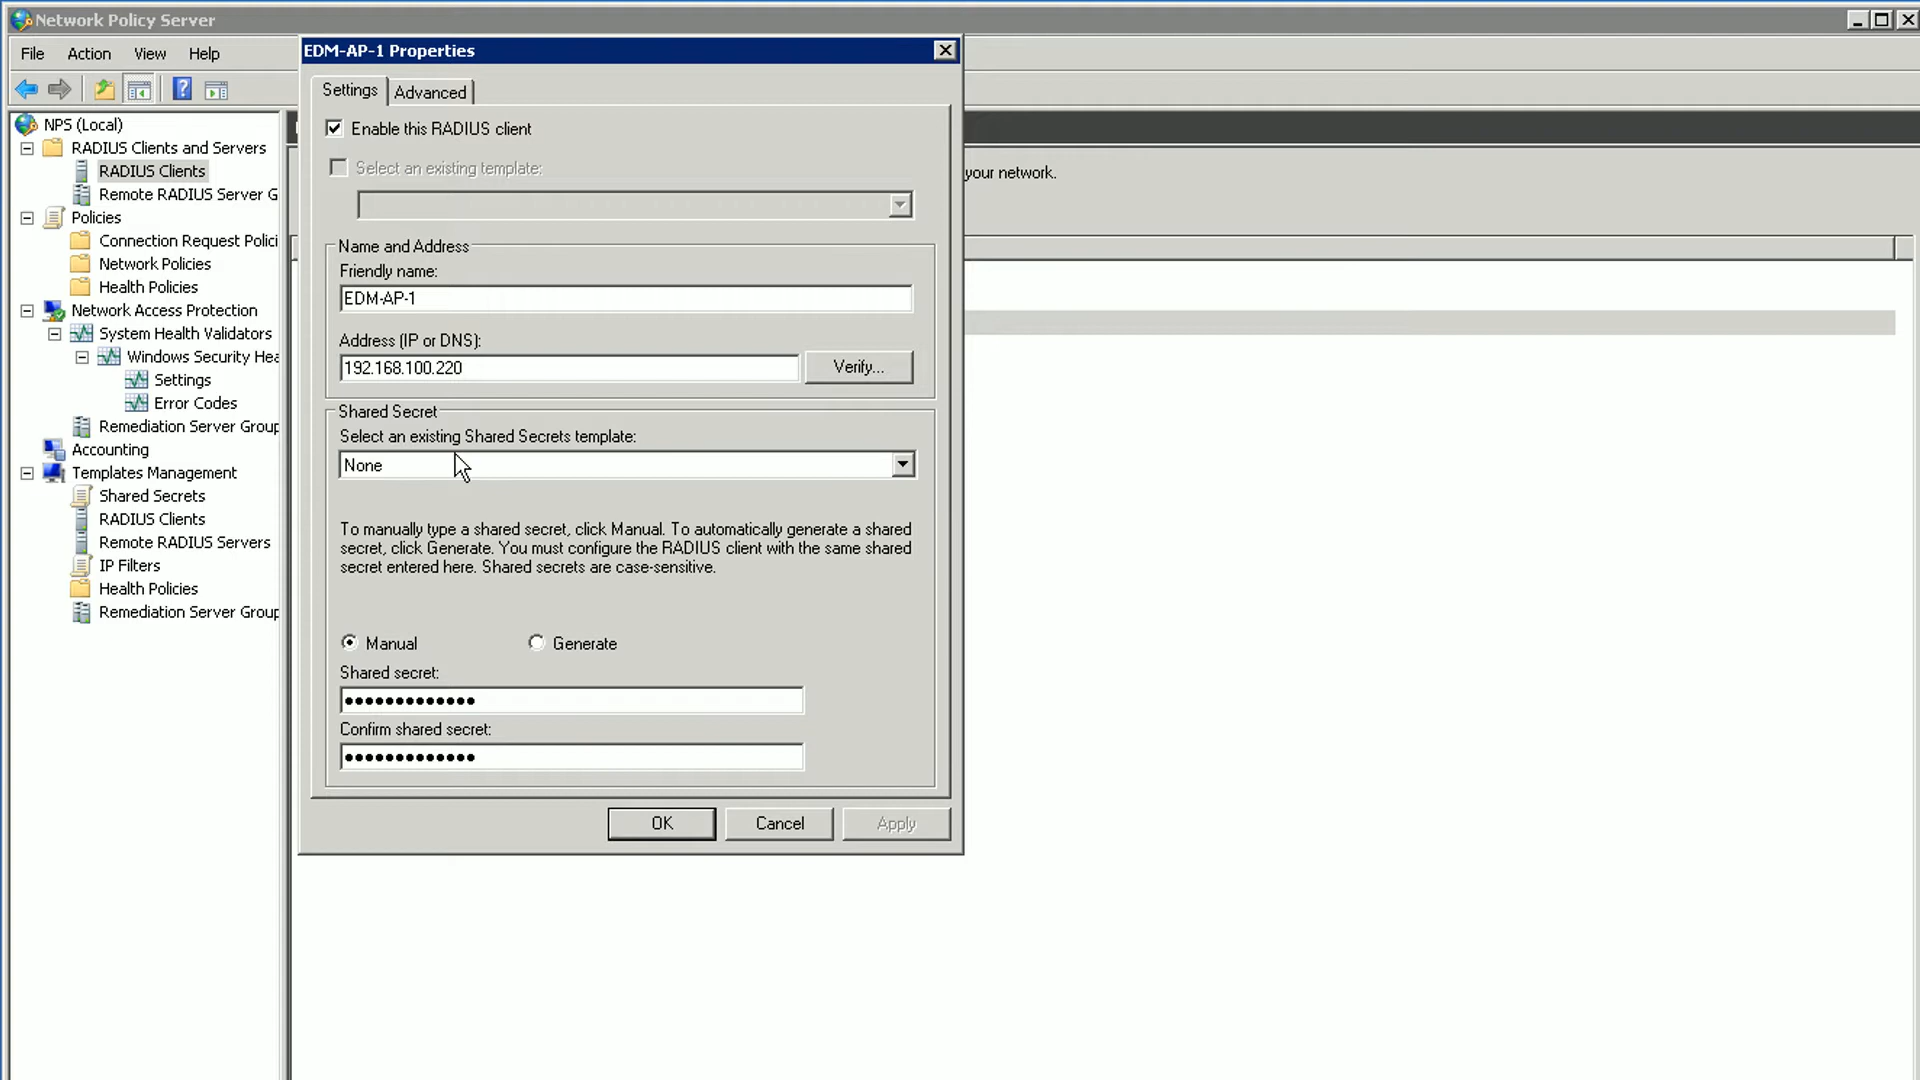 Network Policy Server
File Action View Help
NPS (Local)
RADIUS Clients and Servers
RADIUS Clients
Remote RADIUS Server G
Policies
Connection Request Polici
Network Policies
Health Policies
Network Access Protection
System Health Validators
Windows Security Hea
Settings
Error Codes
Remediation Server Group
Accounting
Templates Management
Shared Secrets
RADIUS Clients
Remote RADIUS Servers
IP Filters
Health Policies
Remediation Server Group
EDM-AP-1 Properties
Settings Advanced
Enable this RADIUS client
Select an existing template:
Name and Address
Friendly name:
EDM-AP-1
Address (IP or DNS):
192.168.100.220
Verify...
Shared Secret
Select an existing Shared Secrets template:
None
To manually type a shared secret, click Manual. To automatically generate a shared
secret, click Generate. You must configure the RADIUS client with the same shared
secret entered here. Shared secrets are case-sensitive.
Manual Generate
Shared secret:
●●●●●●●●●●●●●
Confirm shared secret:
●●●●●●●●●●●●●
OK Cancel Apply
your network.